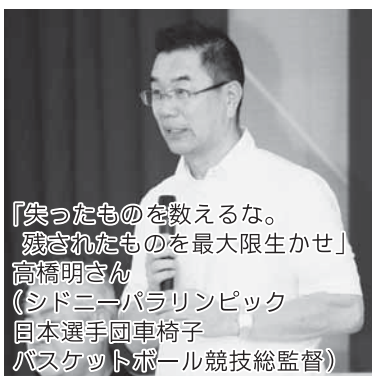 「失ったものを数えるな。
残されたものを最大限生かせ」
高橋明さん
（シドニーパラリンピック
日本選手団車椅子
バスケットボール競技総監督）